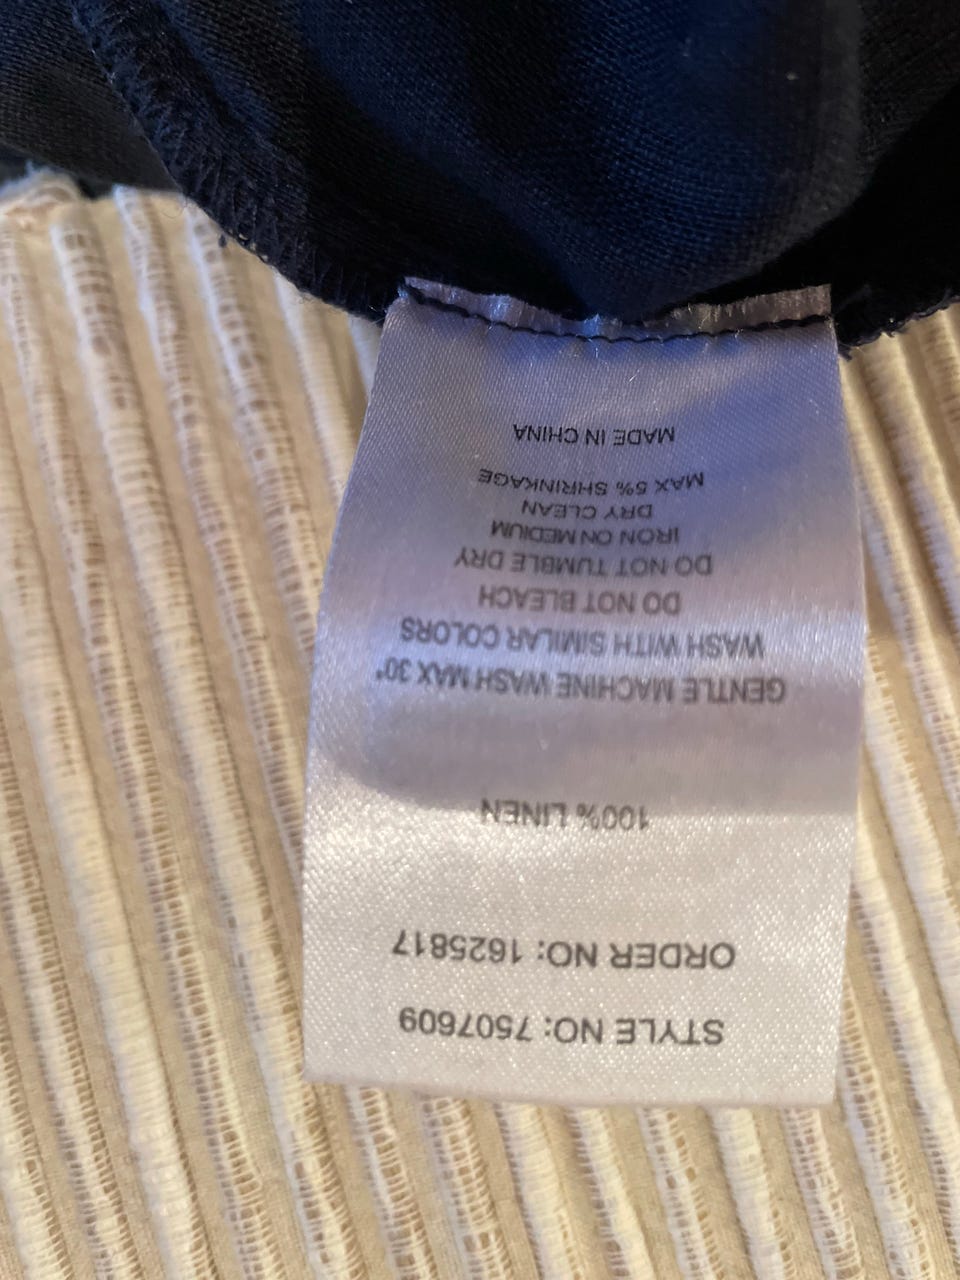 STYLE NO: 7507609
ORDER NO: 1625817
100% LINEN
GENTLE MACHINE WASH MAX 30°
WASH WITH SIMILAR COLORS
DO NOT BLEACH
DO NOT TUMBLE DRY
IRON ON MEDIUM
DRY CLEAN
MAX 5% SHRINKAGE
MADE IN CHINA